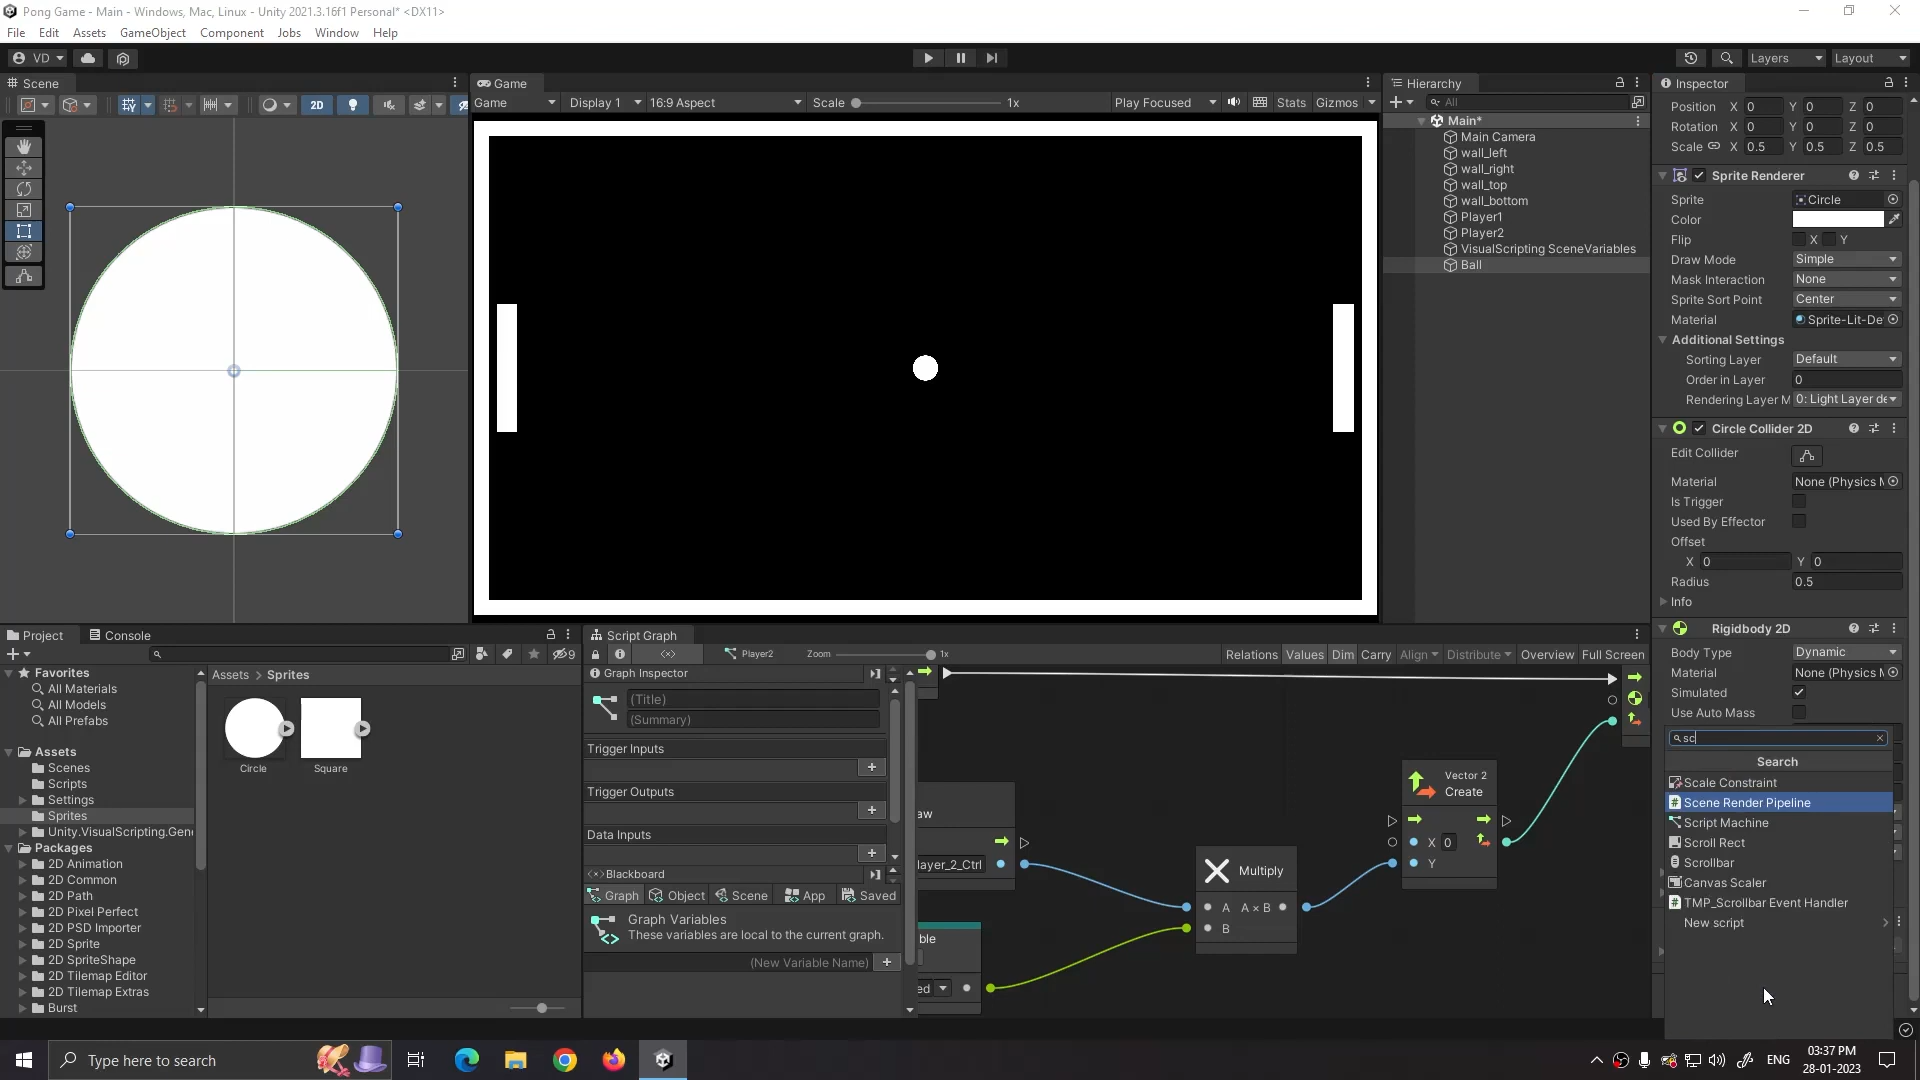 Pong Game - Main - Windows, Mac, Linux - Unity 2021.3.16f1 Personal* <DX11>
File Edit Assets GameObject Component Jobs Window Help
VD Layers Layout
Scene
2D
Game
Game Display 1 16:9 Aspect Scale 1x Play Focused Stats Gizmos
Hierarchy
All
Main*
Main Camera
wall_left
wall_right
wall_top
wall_bottom
Player1
Player2
VisualScripting SceneVariables
Ball
Inspector
Position X 0 Y 0 Z 0
Rotation X 0 Y 0 Z 0
Scale X 0.5 Y 0.5 Z 0.5
Sprite Renderer
Sprite Circle
Color
Flip X Y
Draw Mode Simple
Mask Interaction None
Sprite Sort Point Center
Material Sprite-Lit-De
Additional Settings
Sorting Layer Default
Order in Layer 0
Rendering Layer M 0: Light Layer de
Circle Collider 2D
Edit Collider
Material None (Physics M
Is Trigger
Used By Effector
Offset
X 0 Y 0
Radius 0.5
Info
Rigidbody 2D
Body Type Dynamic
Material None (Physics M
Simulated
Use Auto Mass
sc
Search
Scale Constraint
Scene Render Pipeline
Script Machine
Scroll Rect
Scrollbar
Canvas Scaler
TMP_Scrollbar Event Handler
New script
Project Console
9
Favorites
All Materials
All Models
All Prefabs
Assets
Scenes
Scripts
Settings
Sprites
Unity.VisualScripting.Gene
Packages
2D Animation
2D Common
2D Path
2D Pixel Perfect
2D PSD Importer
2D Sprite
2D SpriteShape
2D Tilemap Editor
2D Tilemap Extras
Burst
Assets > Sprites
Circle
Square
Script Graph
Player2 Zoom 1x Relations Values Dim Carry Align Distribute Overview Full Screen
Graph Inspector
(Title)
(Summary)
Trigger Inputs
Trigger Outputs
Data Inputs
Blackboard
Graph Object Scene App Saved
Graph Variables
These variables are local to the current graph.
(New Variable Name)
aw
layer_2_Ctrl
ble
ed
Multiply
A A × B
B
Vector 2
Create
X 0
Y
Type here to search
ENG
03:37 PM
28-01-2023